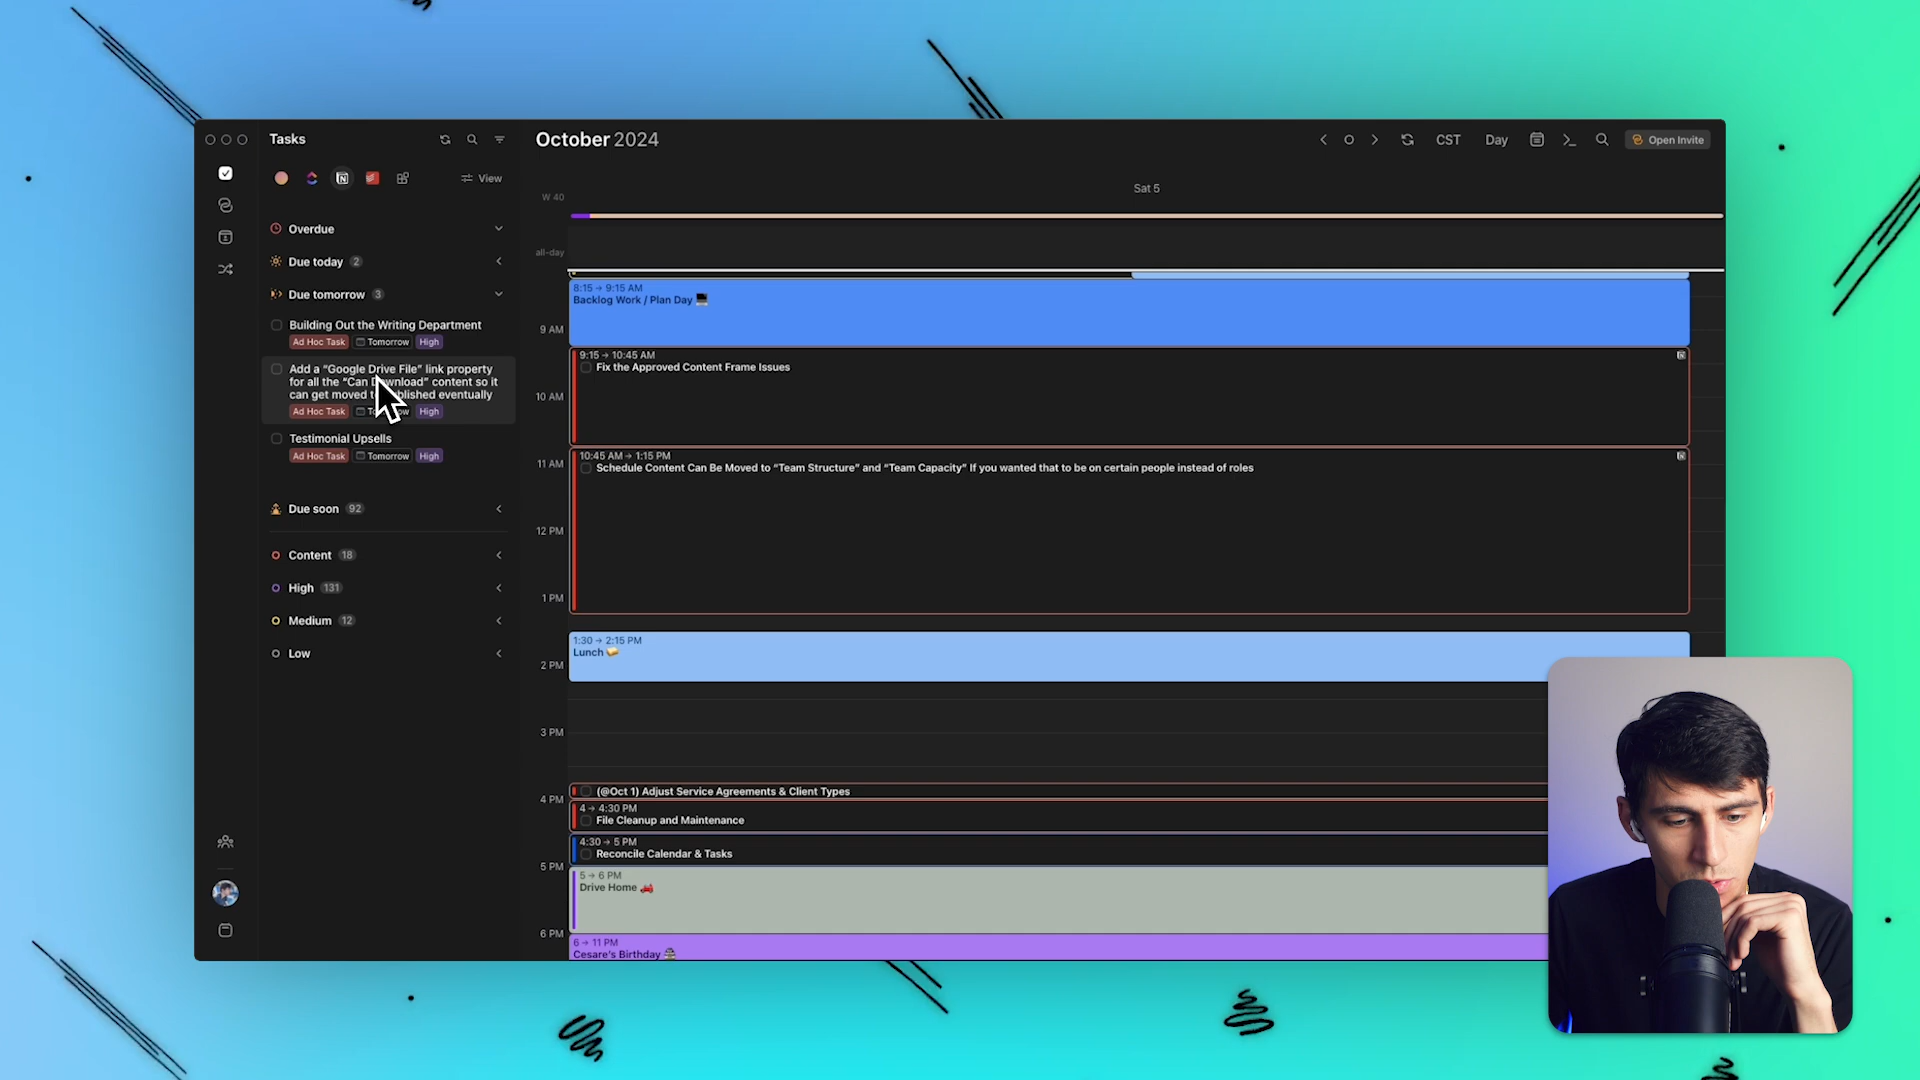 Tasks
View
Overdue
Due today 2
Due tomorrow 3
Building Out the Writing Department
Ad Hoc Task Tomorrow High
Add a “Google Drive File” link property
for all the “Can Download” content so it
can get moved to published eventually
Ad Hoc Task Tomorrow High
Testimonial Upsells
Ad Hoc Task Tomorrow High
Due soon 92
Content 18
High 131
Medium 12
Low
October 2024
CST
Day
Open Invite
Sat 5
W 40
all-day
8:15 → 9:15 AM
Backlog Work / Plan Day
9 AM
9:15 → 10:45 AM
Fix the Approved Content Frame Issues
10 AM
10:45 AM → 1:15 PM
11 AM
Schedule Content Can Be Moved to “Team Structure” and “Team Capacity” If you wanted that to be on certain people instead of roles
12 PM
1 PM
1:30 → 2:15 PM
Lunch
2 PM
3 PM
(@Oct 1) Adjust Service Agreements & Client Types
4 PM
4 → 4:30 PM
File Cleanup and Maintenance
4:30 → 5 PM
Reconcile Calendar & Tasks
5 PM
5 → 6 PM
Drive Home
6 PM
6 → 11 PM
Cesare's Birthday